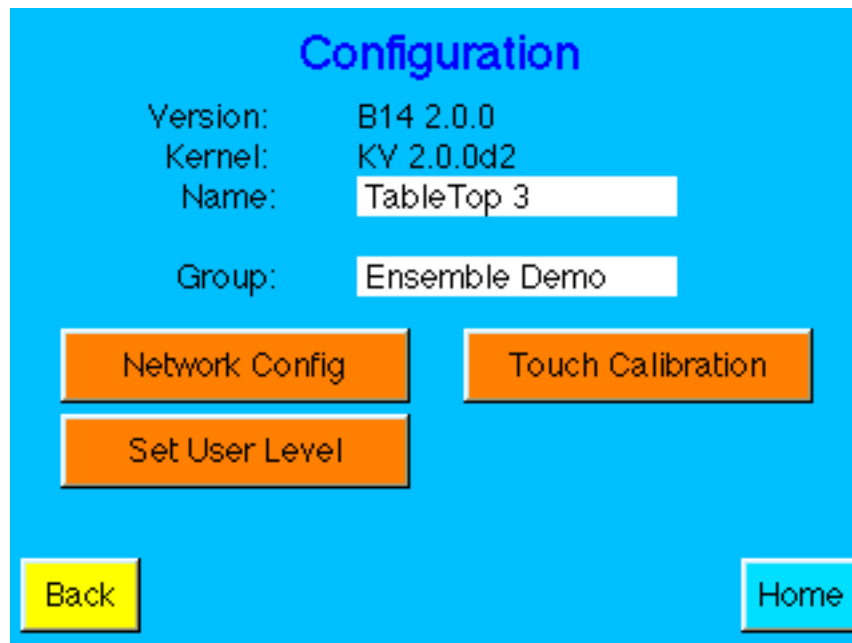 Configuration
Version: B14 2.0.0
Kernel: KV 2.0.0d2
Name: TableTop 3
Group: Ensemble Demo
Network Config Touch Calibration
Set User Level
Back Home